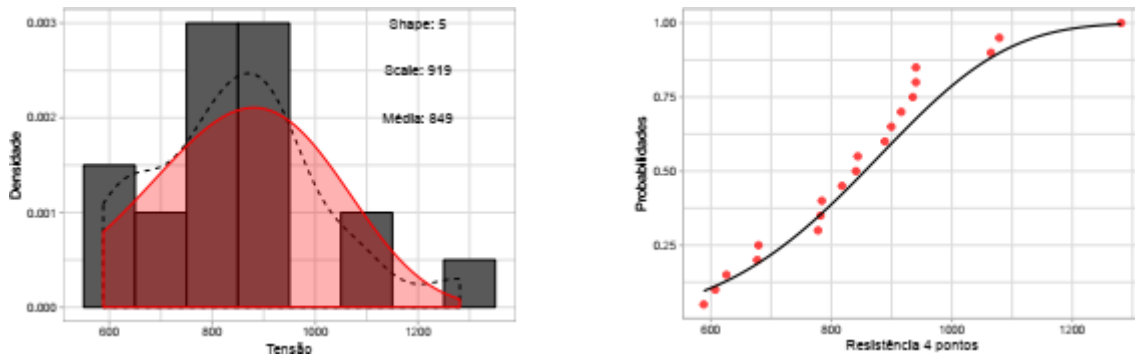 0.003
0.002
0.001
0.000
Densidade
Shape: 5
Scale: 919
Média: 849
600
800
1000
1200
Tensão
1.00
0.75
0.50
0.25
Probabilidades
600
800
1000
1200
Resistência 4 pontos